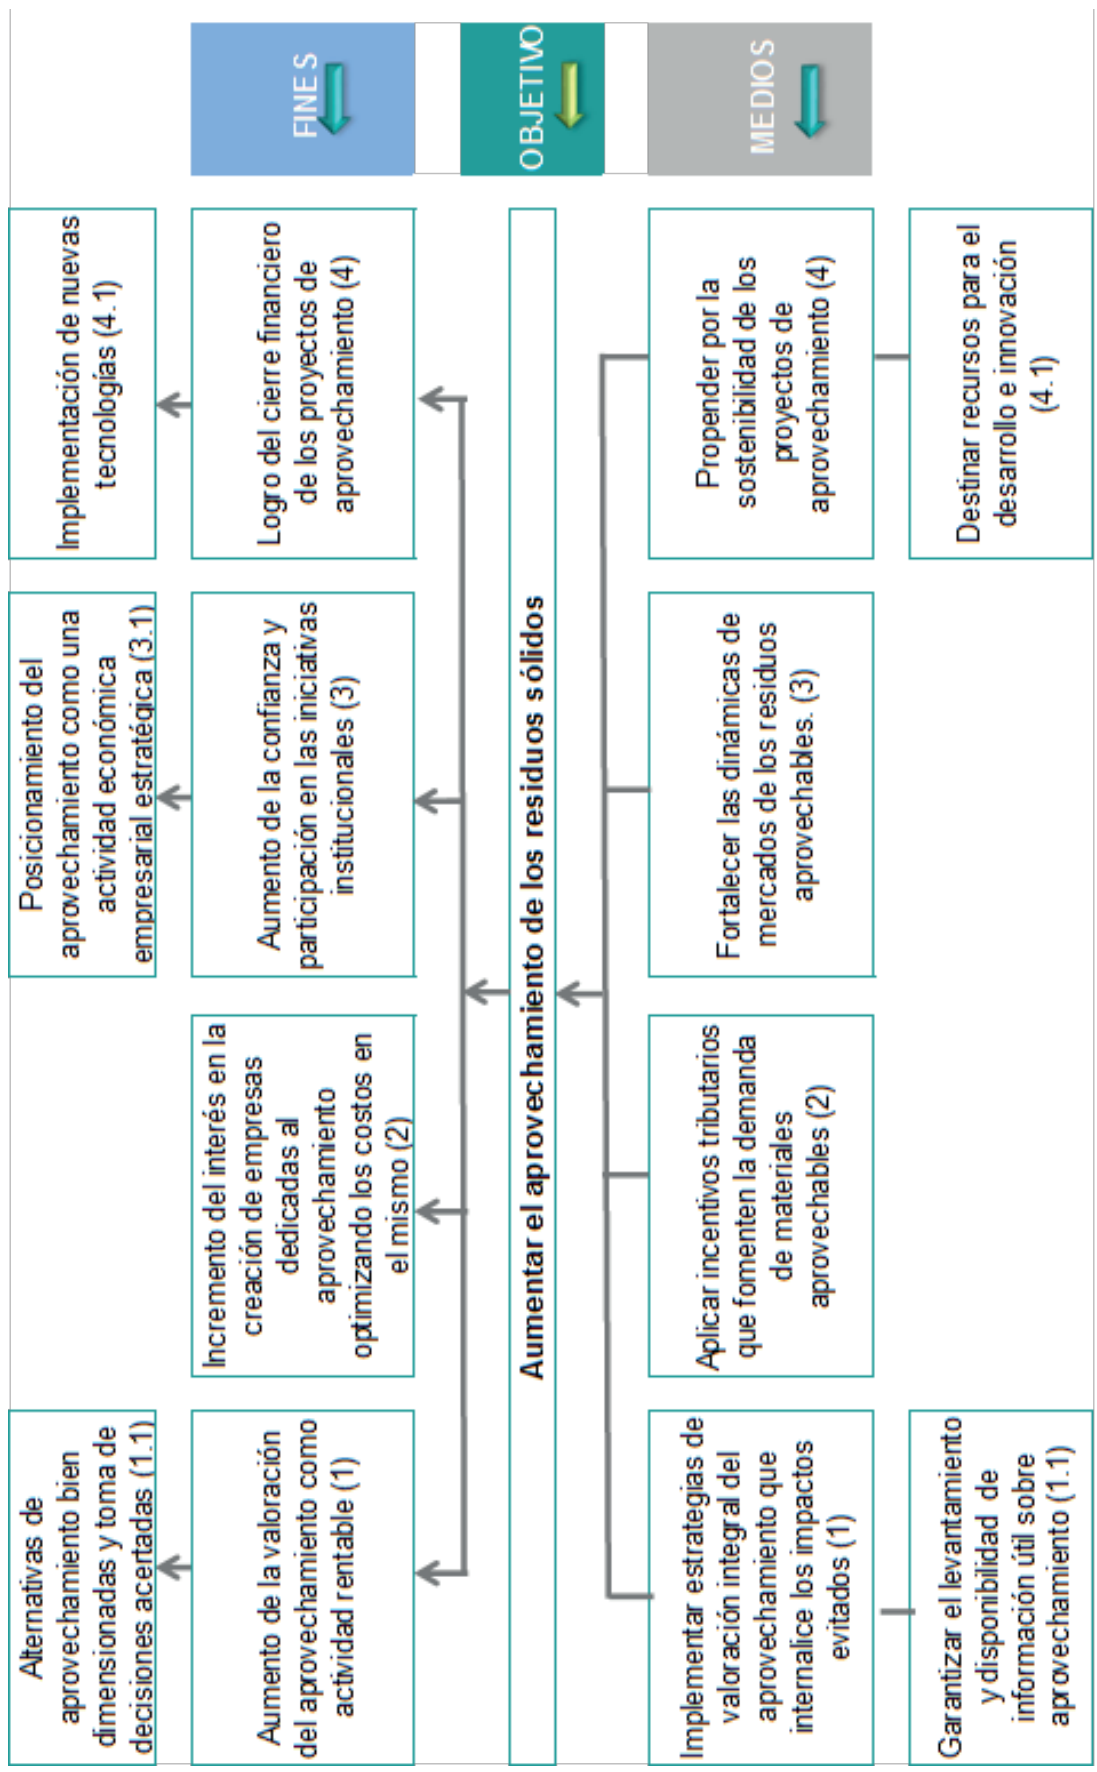 Alternativas de
aprovechamiento bien
dimensionadas y toma de
decisiones acertadas (1.1)
Posicionamiento del
aprovechamiento como una
actividad económica
empresarial estratégica (3.1)
Implementación de nuevas
tecnologías (4.1)
Aumento de la valoración
del aprovechamiento como
actividad rentable (1)
Incremento del interés en la
creación de empresas
dedicadas al
aprovechamiento
optimizando los costos en
el mismo (2)
Aumento de la confianza y
participación en las iniciativas
institucionales (3)
Logro del cierre financiero
de los proyectos de
aprovechamiento (4)
FINES
Aumentar el aprovechamiento de los residuos sólidos
OBJETIVO
Implementar estrategias de
valoración integral del
aprovechamiento que
internalice los impactos
evitados (1)
Aplicar incentivos tributarios
que fomenten la demanda
de materiales
aprovechables (2)
Fortalecer las dinámicas de
mercados de los residuos
aprovechables. (3)
Propender por la
sostenibilidad de los
proyectos de
aprovechamiento (4)
MEDIOS
Garantizar el levantamiento
y disponibilidad de
información útil sobre
aprovechamiento (1.1)
Destinar recursos para el
desarrollo e innovación
(4.1)